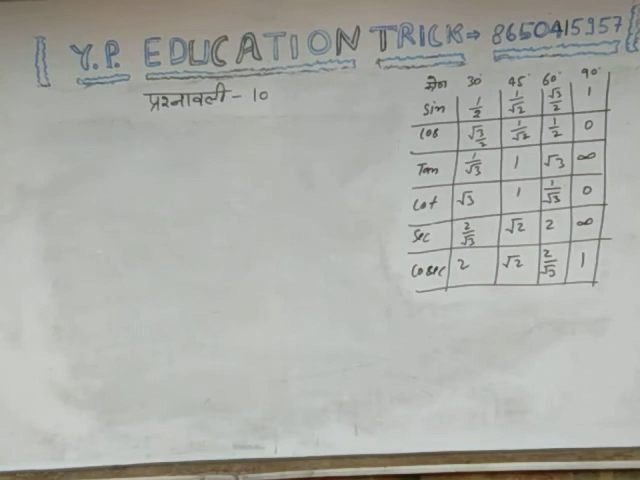 Y.P. EDUCATION TRICK⇒ 8650415957
प्रश्नावली - 10
कोण 30° 45° 60° 90°
Sin 1/2 1/√2 √3/2 1
Cos √3/2 1/√2 1/2 0
Tan 1/√3 1 √3 ∞
Cot √3 1 1/√3 0
Sec 2/√3 √2 2 ∞
Cosec 2 √2 2/√3 1